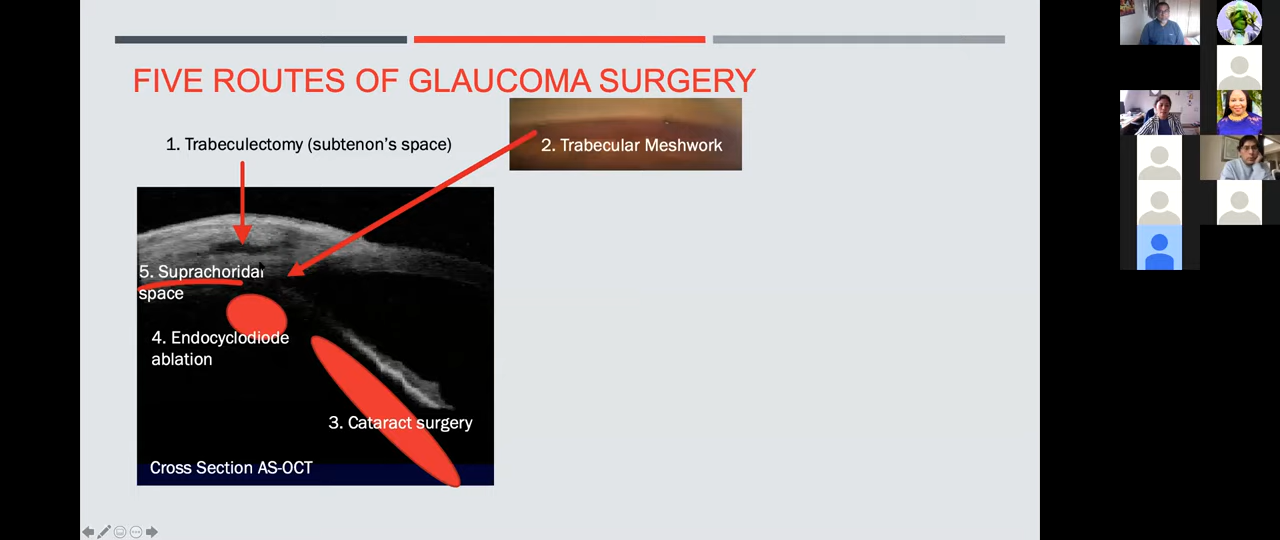 FIVE ROUTES OF GLAUCOMA SURGERY
1. Trabeculectomy (subtenon's space)
2. Trabecular Meshwork
5. Suprachoridal
space
4. Endocyclodiode
ablation
3. Cataract surgery
Cross Section AS-OCT